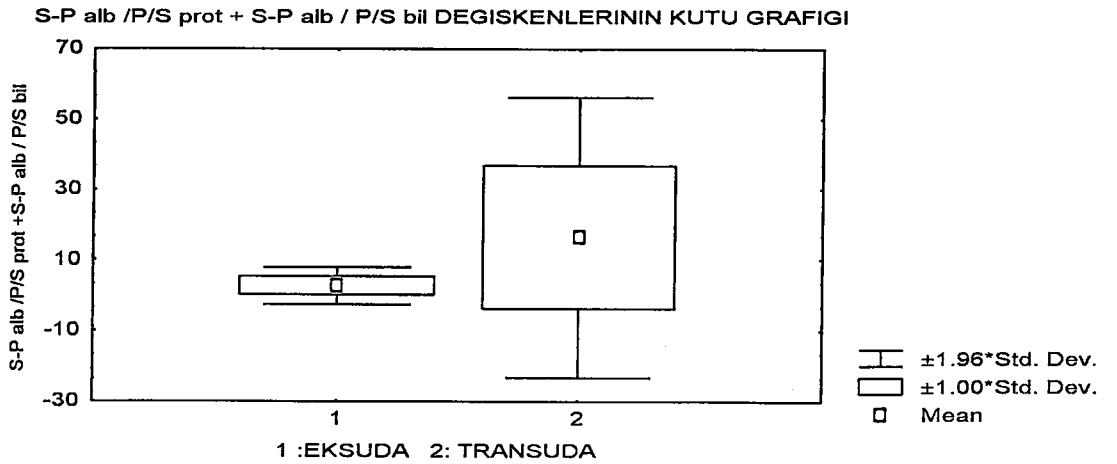 S-P alb /P/S prot + S-P alb / P/S bil DEGISKENLERININ KUTU GRAFIGI
S-P alb /P/S prot +S-P alb / P/S bil
70
50
30
10
-10
-30
1
2
1 :EKSUDA 2: TRANSUDA
±1.96*Std. Dev.
±1.00*Std. Dev.
Mean